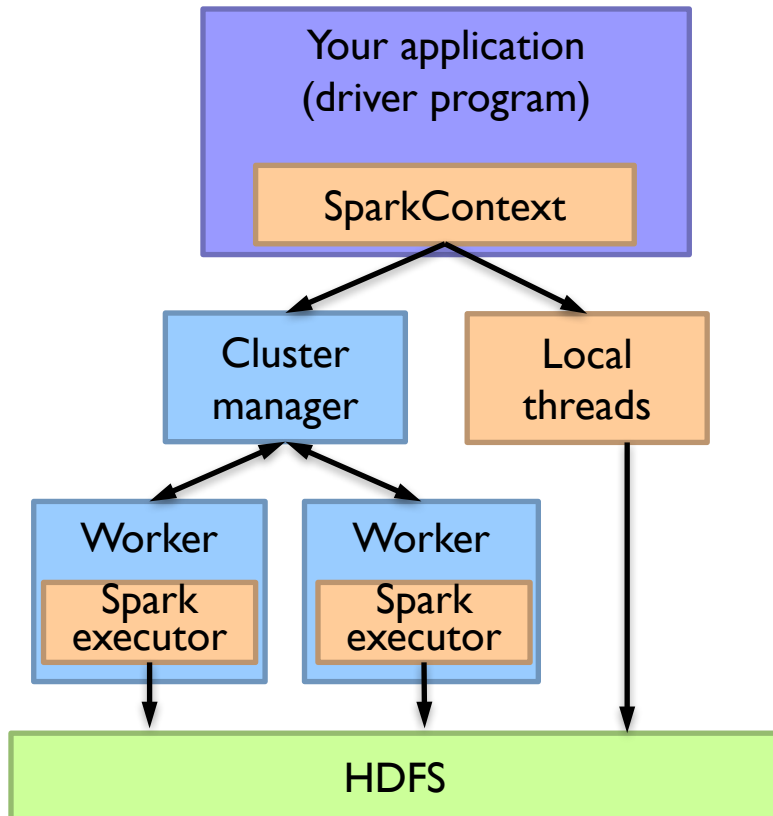 Your application
(driver program)
SparkContext
Cluster
manager
Local
threads
Worker
Spark
executor
Worker
Spark
executor
HDFS